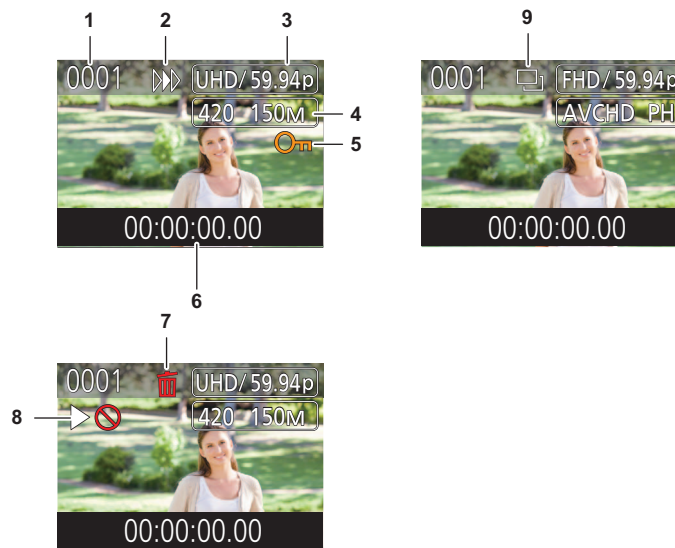 1 2 3 9
0001 UHD/59.94p 0001 FHD/59.94p
420 150M 4 AVCHD PH
5
00:00:00.00 00:00:00.00
6
7
0001 UHD/59.94p
8 420 150M
00:00:00.00